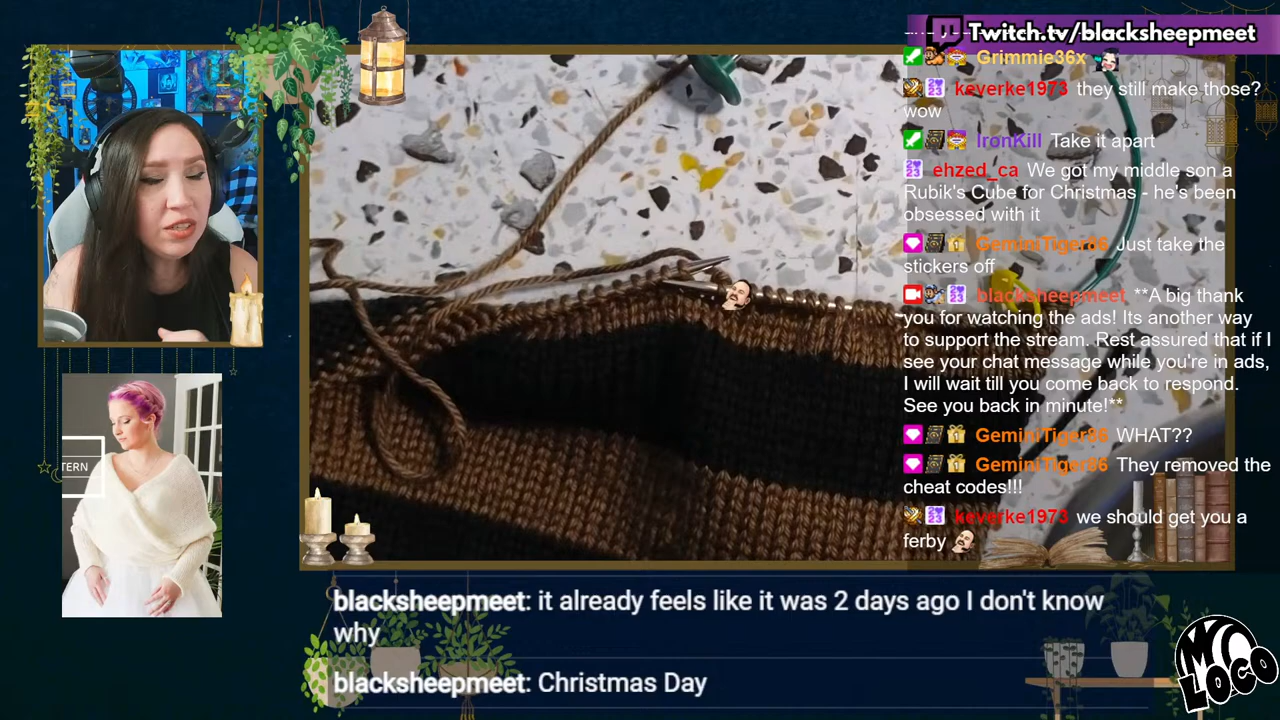 Twitch.tv/blacksheepmeet
Grimmie36x
keverke1973 they still make those?
wow
IronKill Take it apart
ehzed_ca We got my middle son a
Rubik's Cube for Christmas - he's been
obsessed with it
GeminiTiger86 Just take the
stickers off
blacksheepmeet **A big thank
you for watching the ads! Its another way
to support the stream. Rest assured that if I
see your chat message while you're in ads,
I will wait till you come back to respond.
See you back in minute!**
GeminiTiger86 WHAT??
GeminiTiger86 They removed the
cheat codes!!!
keverke1973 we should get you a
ferby
TERN
blacksheepmeet: it already feels like it was 2 days ago I don't know
why
blacksheepmeet: Christmas Day
MC
LOCO